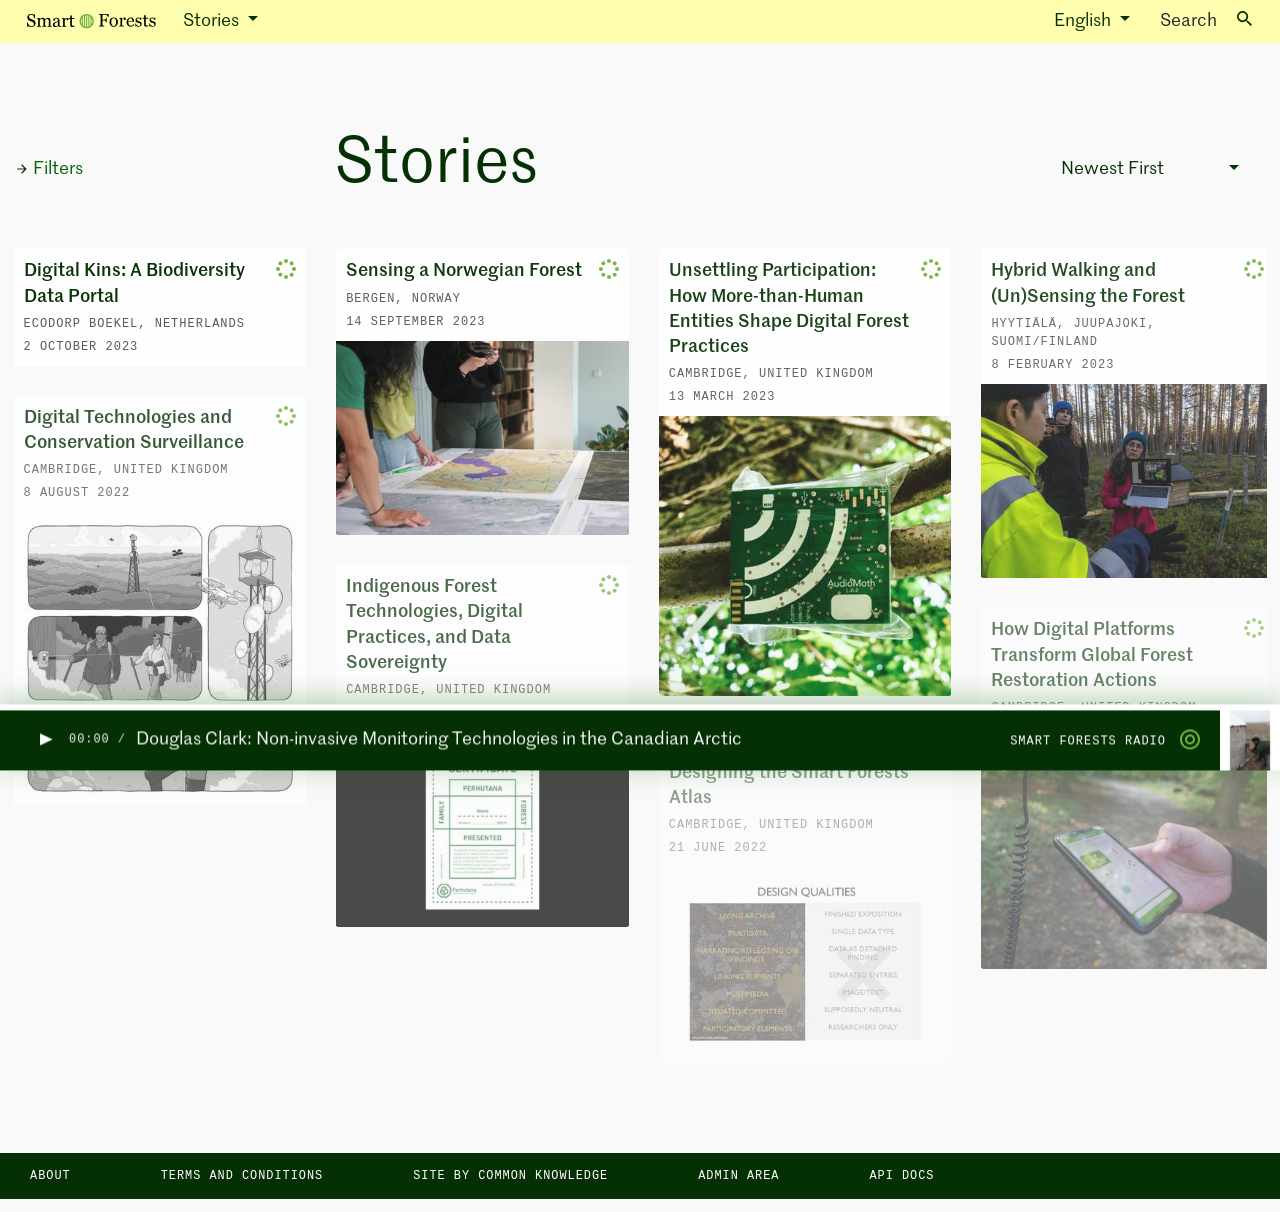 Smart Forests
Stories
English
Search
Filters
Stories
Newest First
Digital Kins: A Biodiversity
Data Portal
ECODORP BOEKEL, NETHERLANDS
2 OCTOBER 2023
Digital Technologies and
Conservation Surveillance
CAMBRIDGE, UNITED KINGDOM
8 AUGUST 2022
Sensing a Norwegian Forest
BERGEN, NORWAY
14 SEPTEMBER 2023
Indigenous Forest
Technologies, Digital
Practices, and Data
Sovereignty
CAMBRIDGE, UNITED KINGDOM
PERHUTANA
FAMILY
Name
FOREST
PRESENTED
Perhutana
Unsettling Participation:
How More-than-Human
Entities Shape Digital Forest
Practices
CAMBRIDGE, UNITED KINGDOM
13 MARCH 2023
AudioMoth
1.0.0
Designing the Smart Forests
Atlas
CAMBRIDGE, UNITED KINGDOM
21 JUNE 2022
DESIGN QUALITIES
LIVING ARCHIVE
MULTIDATA
NARRATING/REFLECTING ON
FINDINGS
LINKING ELEMENTS
MULTIMEDIA
SITUATED/COMMITTED
PARTICIPATORY ELEMENTS
FINISHED EXPOSITION
SINGLE DATA TYPE
DATA AS DETACHED
FINDING
SEPARATED ENTRIES
IMAGE/TEXT
SUPPOSEDLY NEUTRAL
RESEARCHERS ONLY
Hybrid Walking and
(Un)Sensing the Forest
HYYTIÄLÄ, JUUPAJOKI,
SUOMI/FINLAND
8 FEBRUARY 2023
How Digital Platforms
Transform Global Forest
Restoration Actions
00:00 /
Douglas Clark: Non-invasive Monitoring Technologies in the Canadian Arctic
SMART FORESTS RADIO
ABOUT
TERMS AND CONDITIONS
SITE BY COMMON KNOWLEDGE
ADMIN AREA
API DOCS